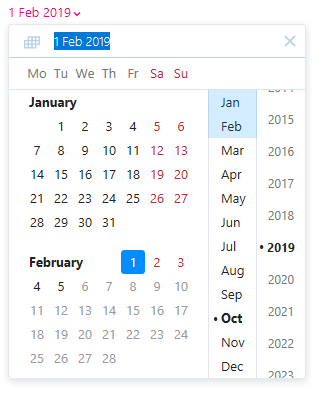 1 Feb 2019
1 Feb 2019
Mo Tu We Th Fr Sa Su
January
1 2 3 4 5 6
7 8 9 10 11 12 13
14 15 16 17 18 19 20
21 22 23 24 25 26 27
28 29 30 31
February 1 2 3
4 5 6 7 8 9 10
11 12 13 14 15 16 17
18 19 20 21 22 23 24
25 26 27 28
Jan
Feb
Mar
Apr
May
Jun
Jul
Aug
Sep
• Oct
Nov
Dec
2014
2015
2016
2017
2018
• 2019
2020
2021
2022
2023